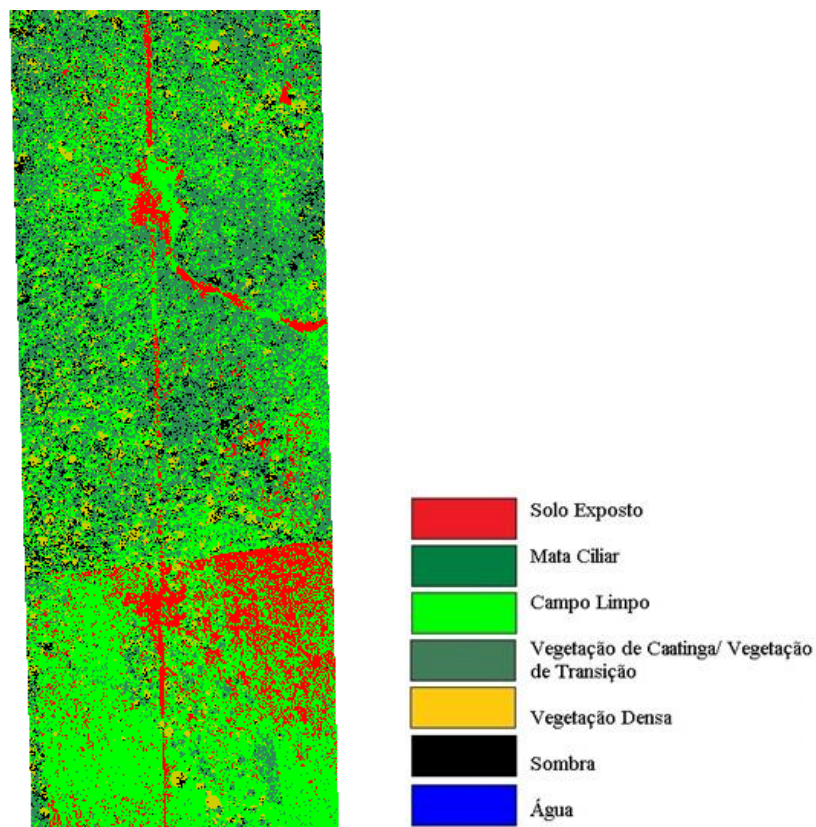 Solo Exposto
Mata Ciliar
Campo Limpo
Vegetação de Caatinga/ Vegetação
de Transição
Vegetação Densa
Sombra
Água